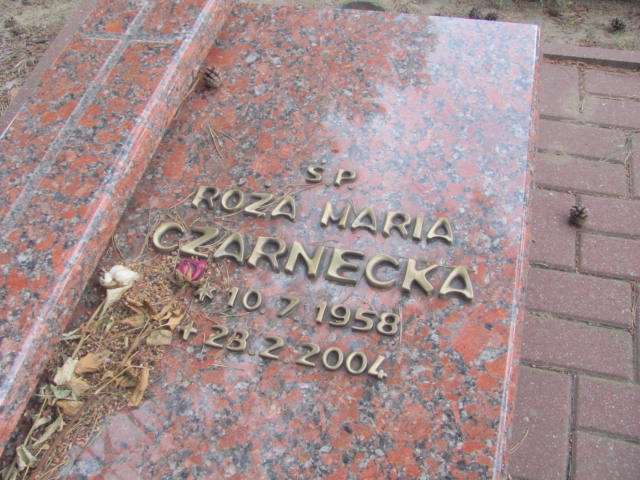 ŚP
RÓŻA MARIA
CZARNECKA
* 10.7 1958
+ 23.2 2004